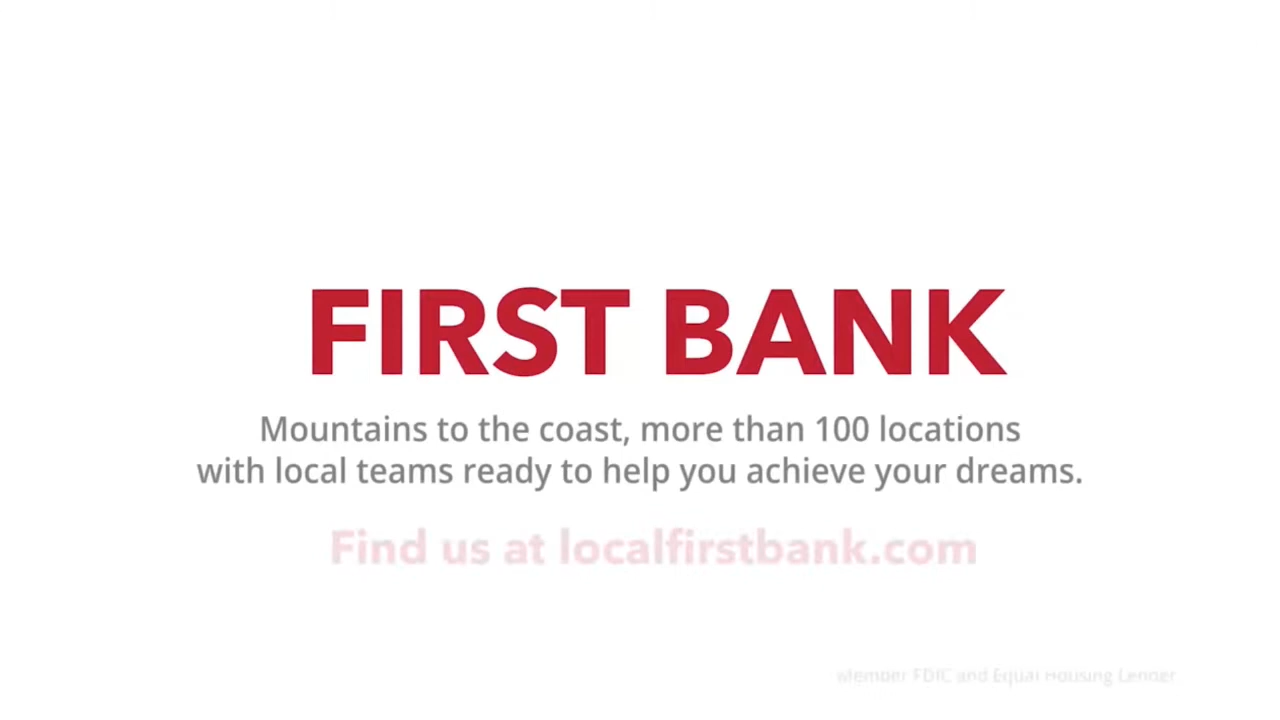 FIRST BANK
Mountains to the coast, more than 100 locations
with local teams ready to help you achieve your dreams.
Find us at localfirstbank.com
Member FDIC and Equal Housing Lender